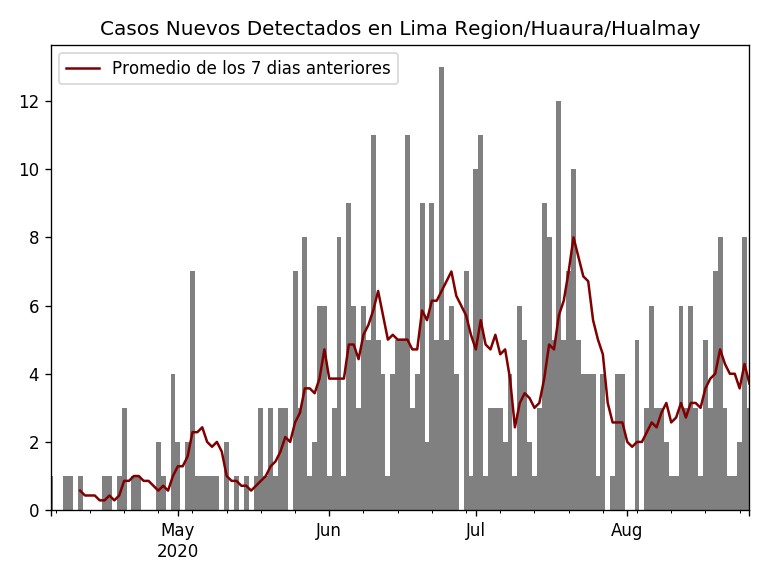 Casos Nuevos Detectados en Lima Region/Huaura/Hualmay
Promedio de los 7 dias anteriores
12
10
8
6
4
2
0
May Jun Jul Aug
2020